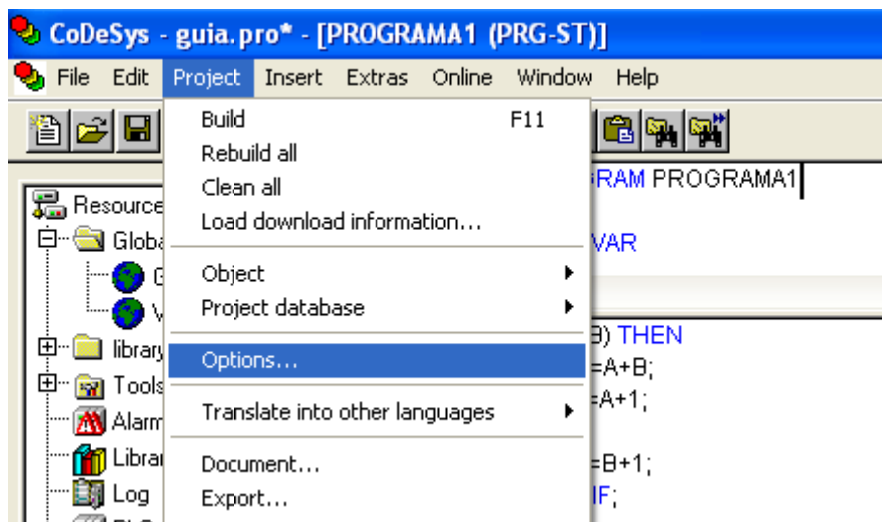 CoDeSys - guia.pro* - [PROGRAMA1 (PRG-ST)]
File Edit Project Insert Extras Online Window Help
Build F11
Rebuild all
Clean all
Load download information...
Object
Project database
Options...
Translate into other languages
Document...
Export...
Resource
Globa
library
Tools
Alarm
Librar
Log
RAM PROGRAMA1
VAR
B) THEN
=A+B;
=A+1;
=B+1;
IF;